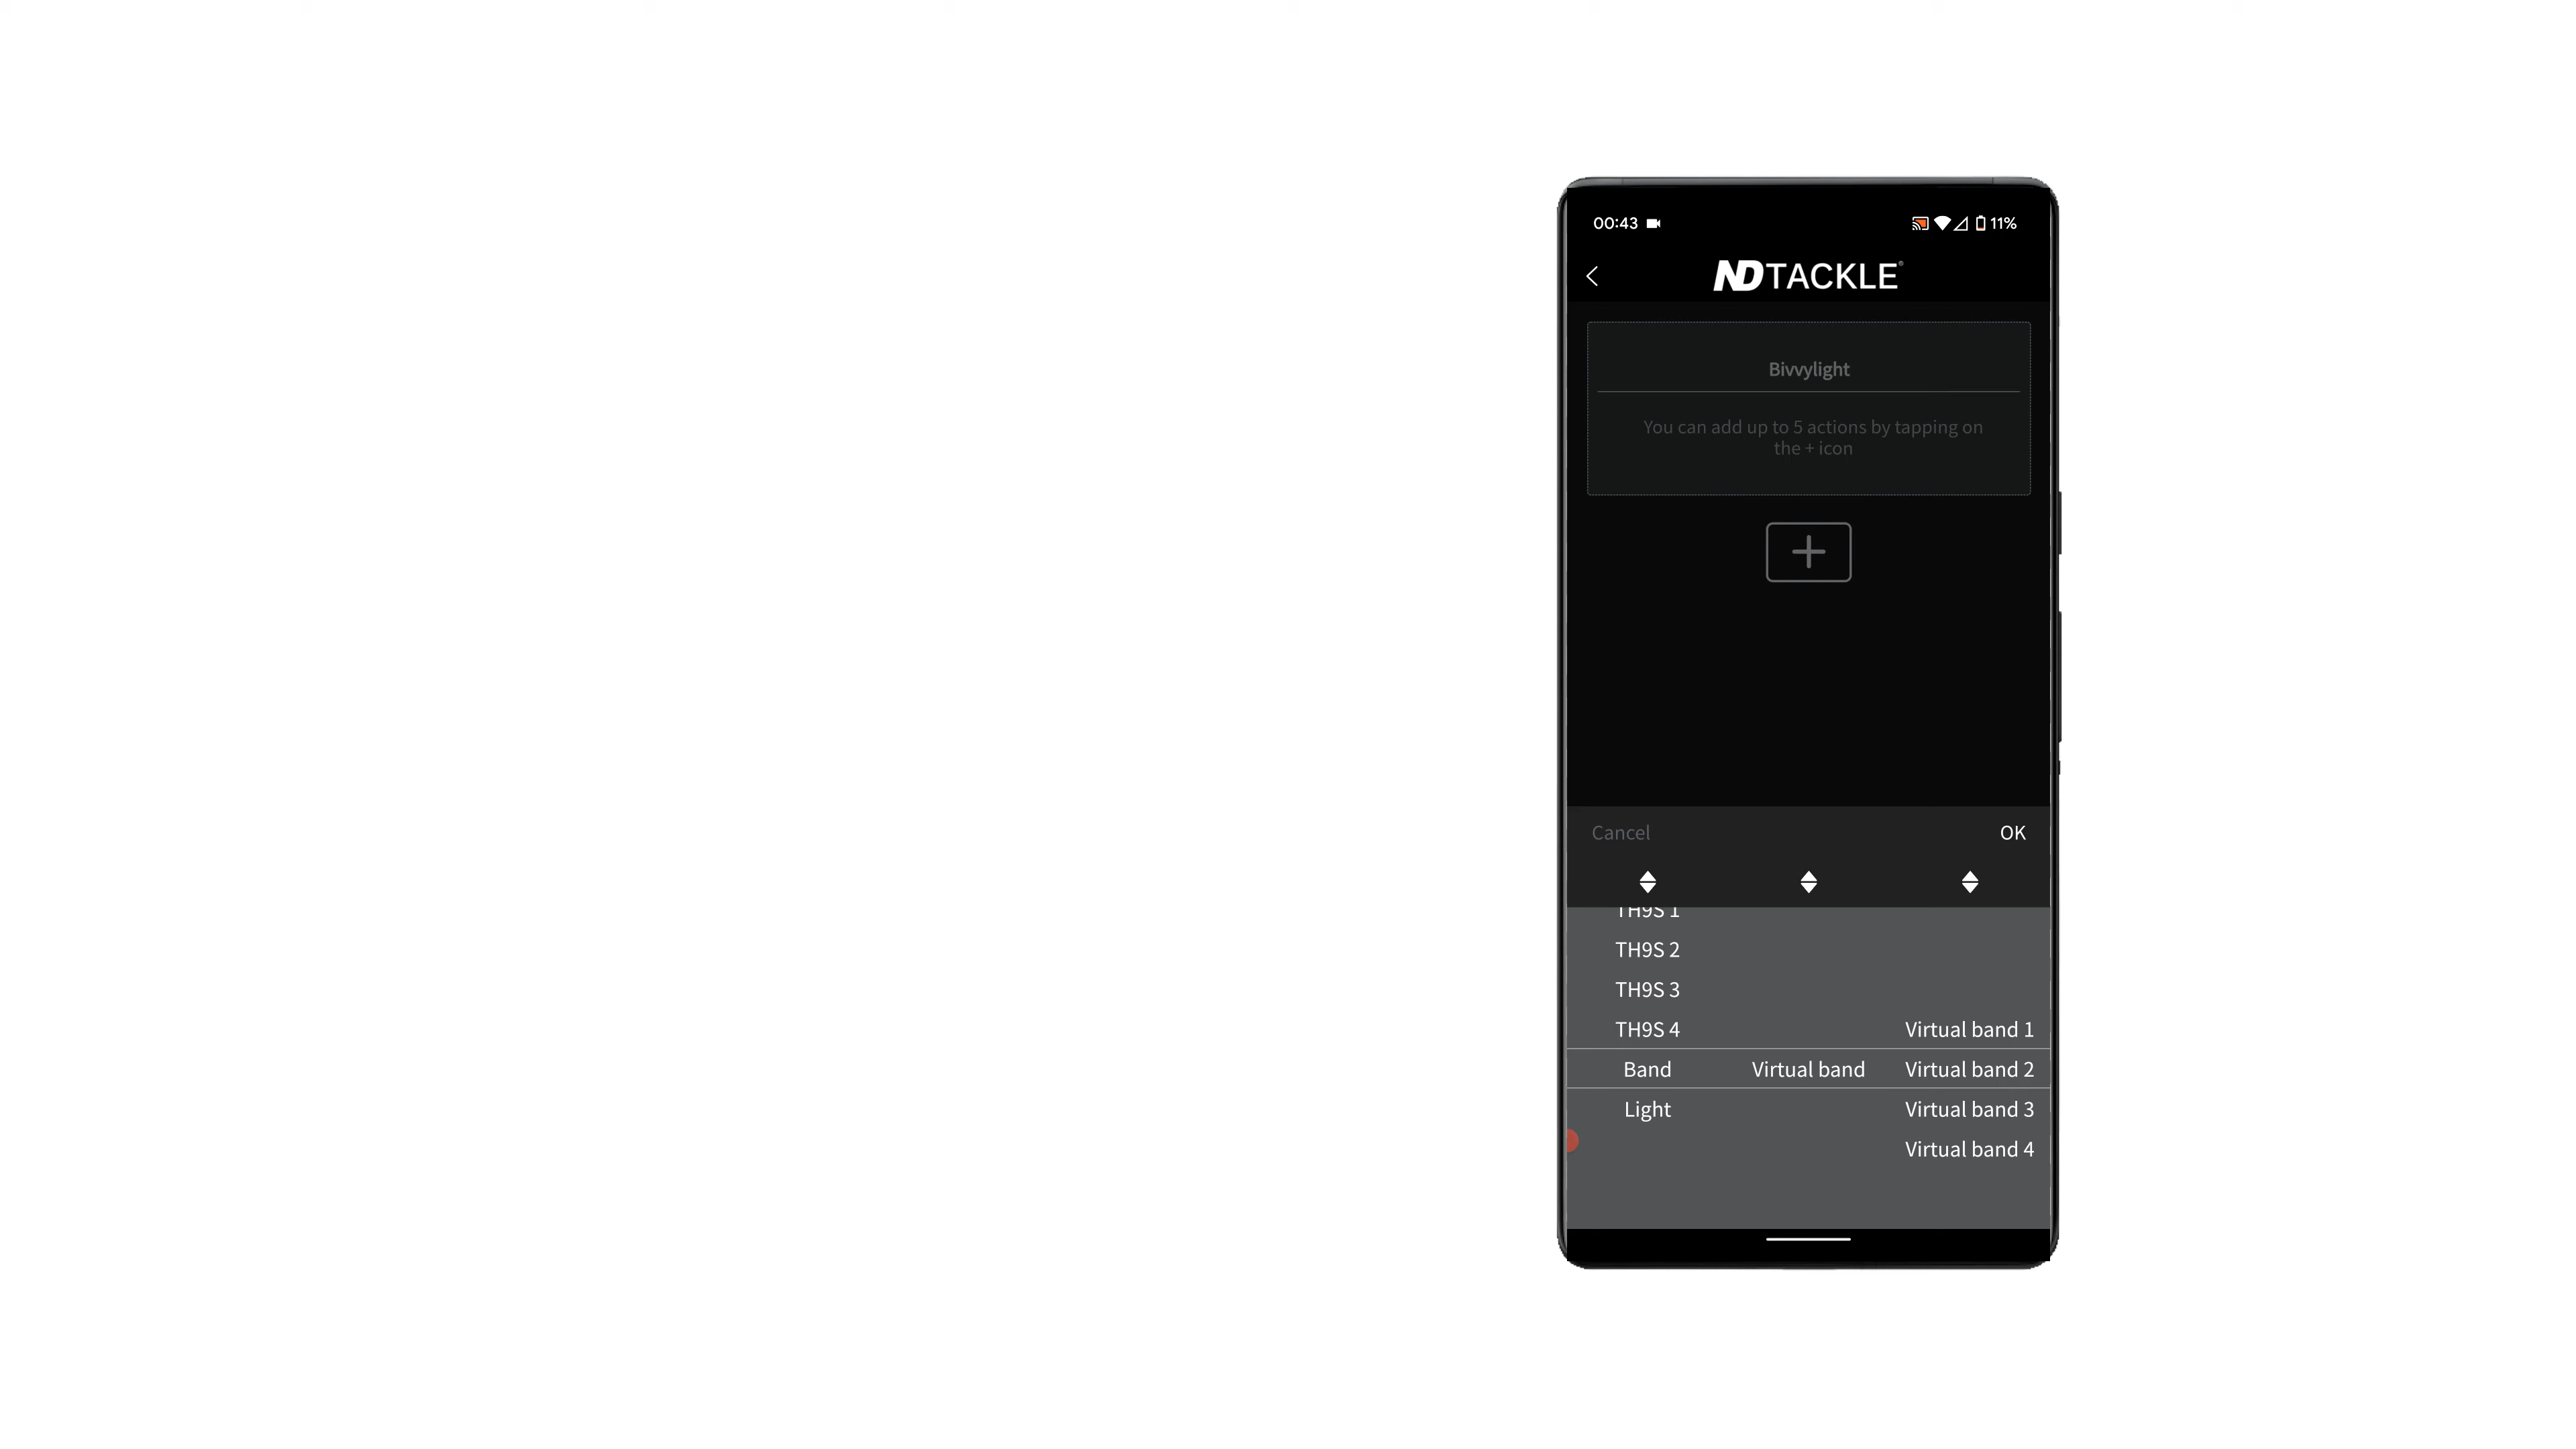 00:43
11%
NDTACKLE®
Bivvylight
You can add up to 5 actions by tapping on
the + icon
Cancel
OK
TH9S 1
TH9S 2
TH9S 3
TH9S 4
Virtual band 1
Band
Virtual band
Virtual band 2
Light
Virtual band 3
Virtual band 4